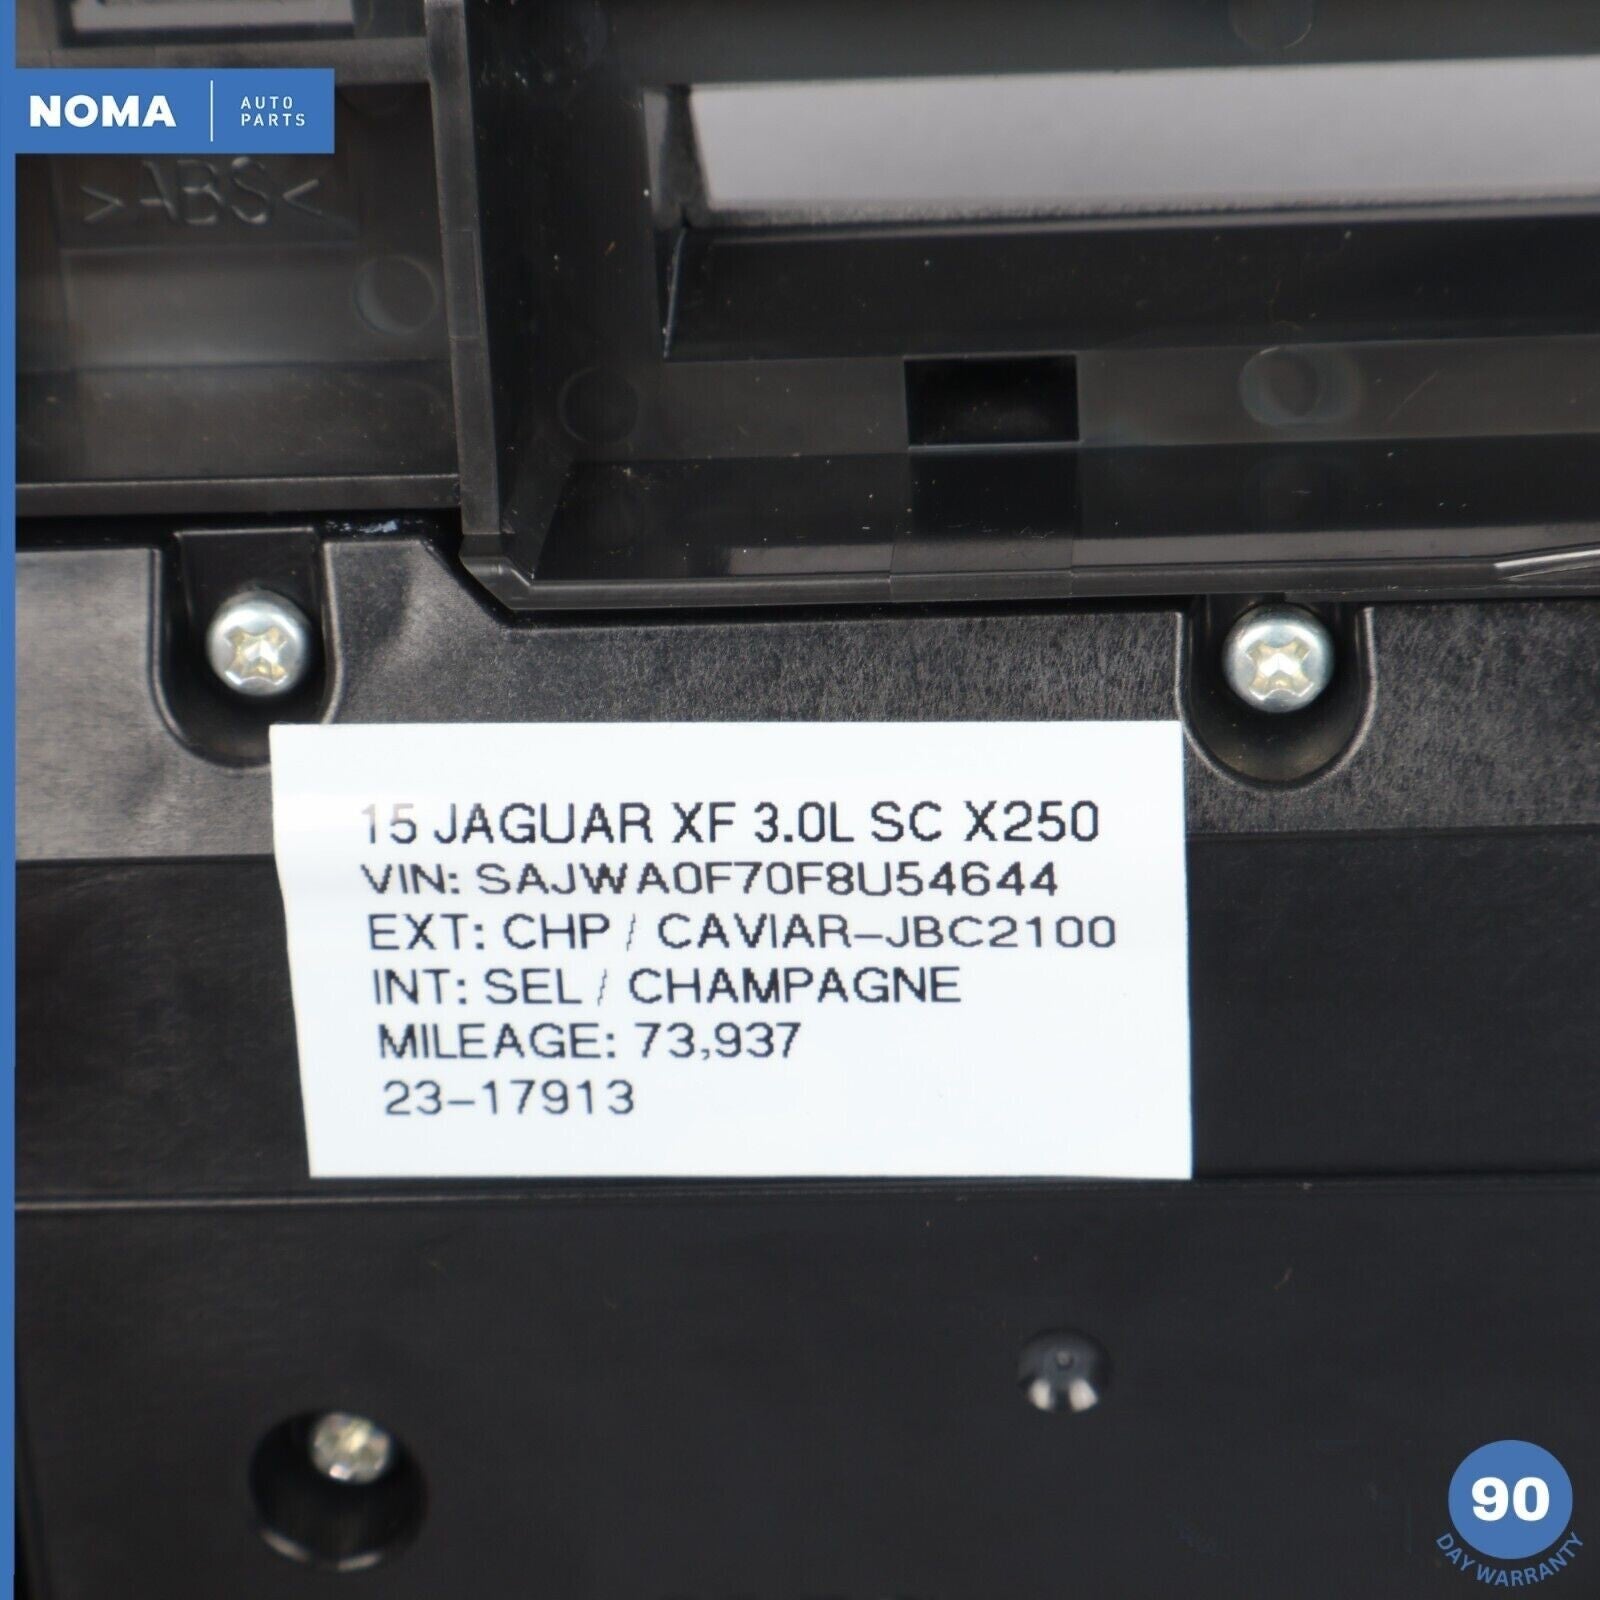 NOMA
AUTO
PARTS
>ABS<
15 JAGUAR XF 3.0L SC X250
VIN: SAJWA0F70F8U54644
EXT: CHP / CAVIAR-JBC2100
INT: SEL / CHAMPAGNE
MILEAGE: 73,937
23-17913
90
DAY WARRANTY